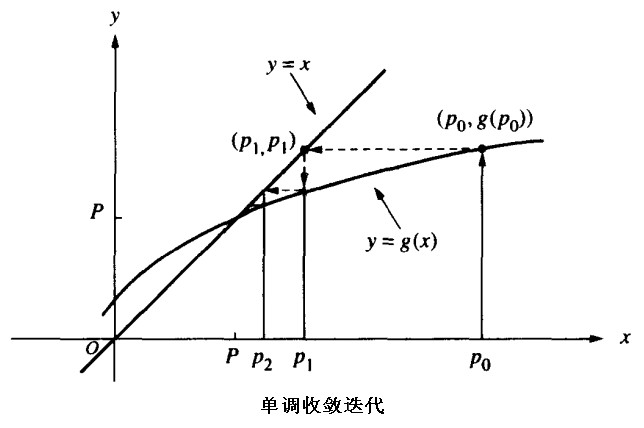 y
y = x
(p₁, p₁)
(p₀, g(p₀))
P
y = g(x)
O
P
p₂
p₁
p₀
x
单调收敛迭代